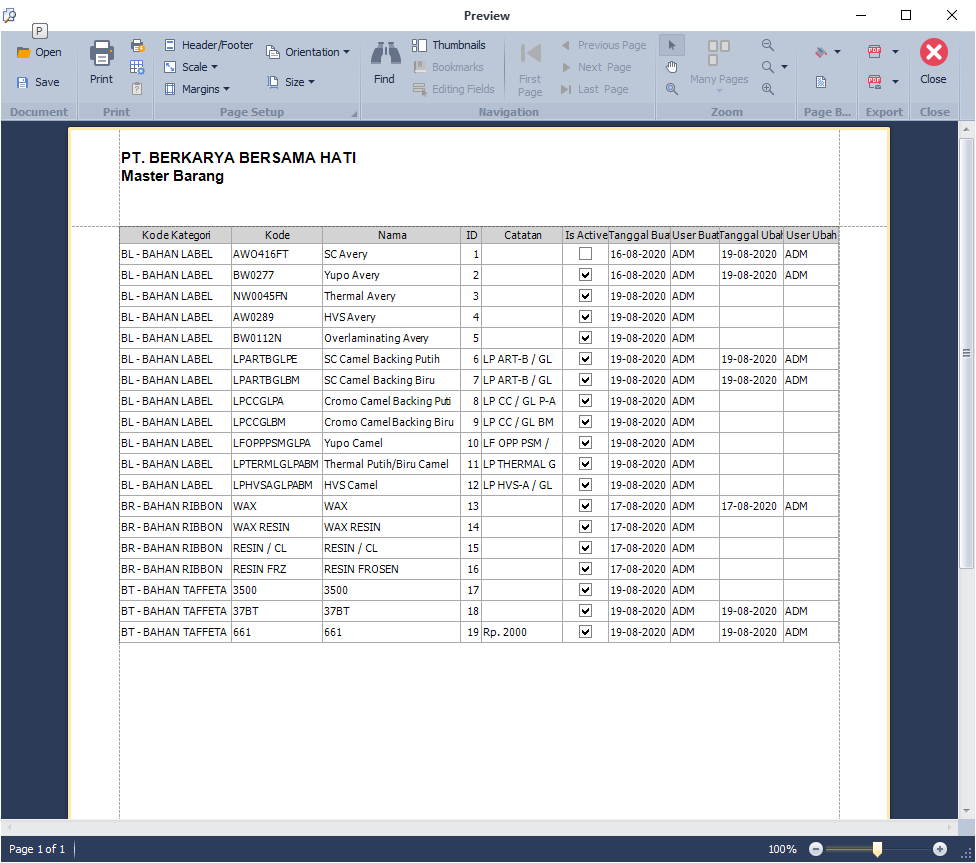 Preview
P
Open
Save
Document
Print
Print
Header/Footer
Scale
Margins
Orientation
Size
Page Setup
Find
Thumbnails
Bookmarks
Editing Fields
First Page
Previous Page
Next Page
Last Page
Navigation
Many Pages
Zoom
Page B...
PDF
PDF
Export
Close
Close
PT. BERKARYA BERSAMA HATI
Master Barang
Kode Kategori Kode Nama ID Catatan Is Active Tanggal Bua User Buat Tanggal Ubah User Ubah
BL - BAHAN LABEL AWO416FT SC Avery 1 16-08-2020 ADM 19-08-2020 ADM
BL - BAHAN LABEL BW0277 Yupo Avery 2 16-08-2020 ADM 19-08-2020 ADM
BL - BAHAN LABEL NW0045FN Thermal Avery 3 19-08-2020 ADM
BL - BAHAN LABEL AW0289 HVS Avery 4 19-08-2020 ADM
BL - BAHAN LABEL BW0112N Overlaminating Avery 5 19-08-2020 ADM
BL - BAHAN LABEL LPARTBGLPE SC Camel Backing Putih 6 LP ART-B / GL 19-08-2020 ADM 19-08-2020 ADM
BL - BAHAN LABEL LPARTBGLBM SC Camel Backing Biru 7 LP ART-B / GL 19-08-2020 ADM 19-08-2020 ADM
BL - BAHAN LABEL LPCCGLPA Cromo Camel Backing Puti 8 LP CC / GL P-A 19-08-2020 ADM
BL - BAHAN LABEL LPCCGLBM Cromo Camel Backing Biru 9 LP CC / GL BM 19-08-2020 ADM
BL - BAHAN LABEL LFOPPPSMGLPA Yupo Camel 10 LF OPP PSM / 19-08-2020 ADM
BL - BAHAN LABEL LPTERMLGLPABM Thermal Putih/Biru Camel 11 LP THERMAL G 19-08-2020 ADM
BL - BAHAN LABEL LPHVSAGLPABM HVS Camel 12 LP HVS-A / GL 19-08-2020 ADM
BR - BAHAN RIBBON WAX WAX 13 17-08-2020 ADM 17-08-2020 ADM
BR - BAHAN RIBBON WAX RESIN WAX RESIN 14 17-08-2020 ADM
BR - BAHAN RIBBON RESIN / CL RESIN / CL 15 17-08-2020 ADM
BR - BAHAN RIBBON RESIN FRZ RESIN FROSEN 16 17-08-2020 ADM
BT - BAHAN TAFFETA 3500 3500 17 19-08-2020 ADM
BT - BAHAN TAFFETA 37BT 37BT 18 19-08-2020 ADM 19-08-2020 ADM
BT - BAHAN TAFFETA 661 661 19 Rp. 2000 19-08-2020 ADM 19-08-2020 ADM
Page 1 of 1
100%